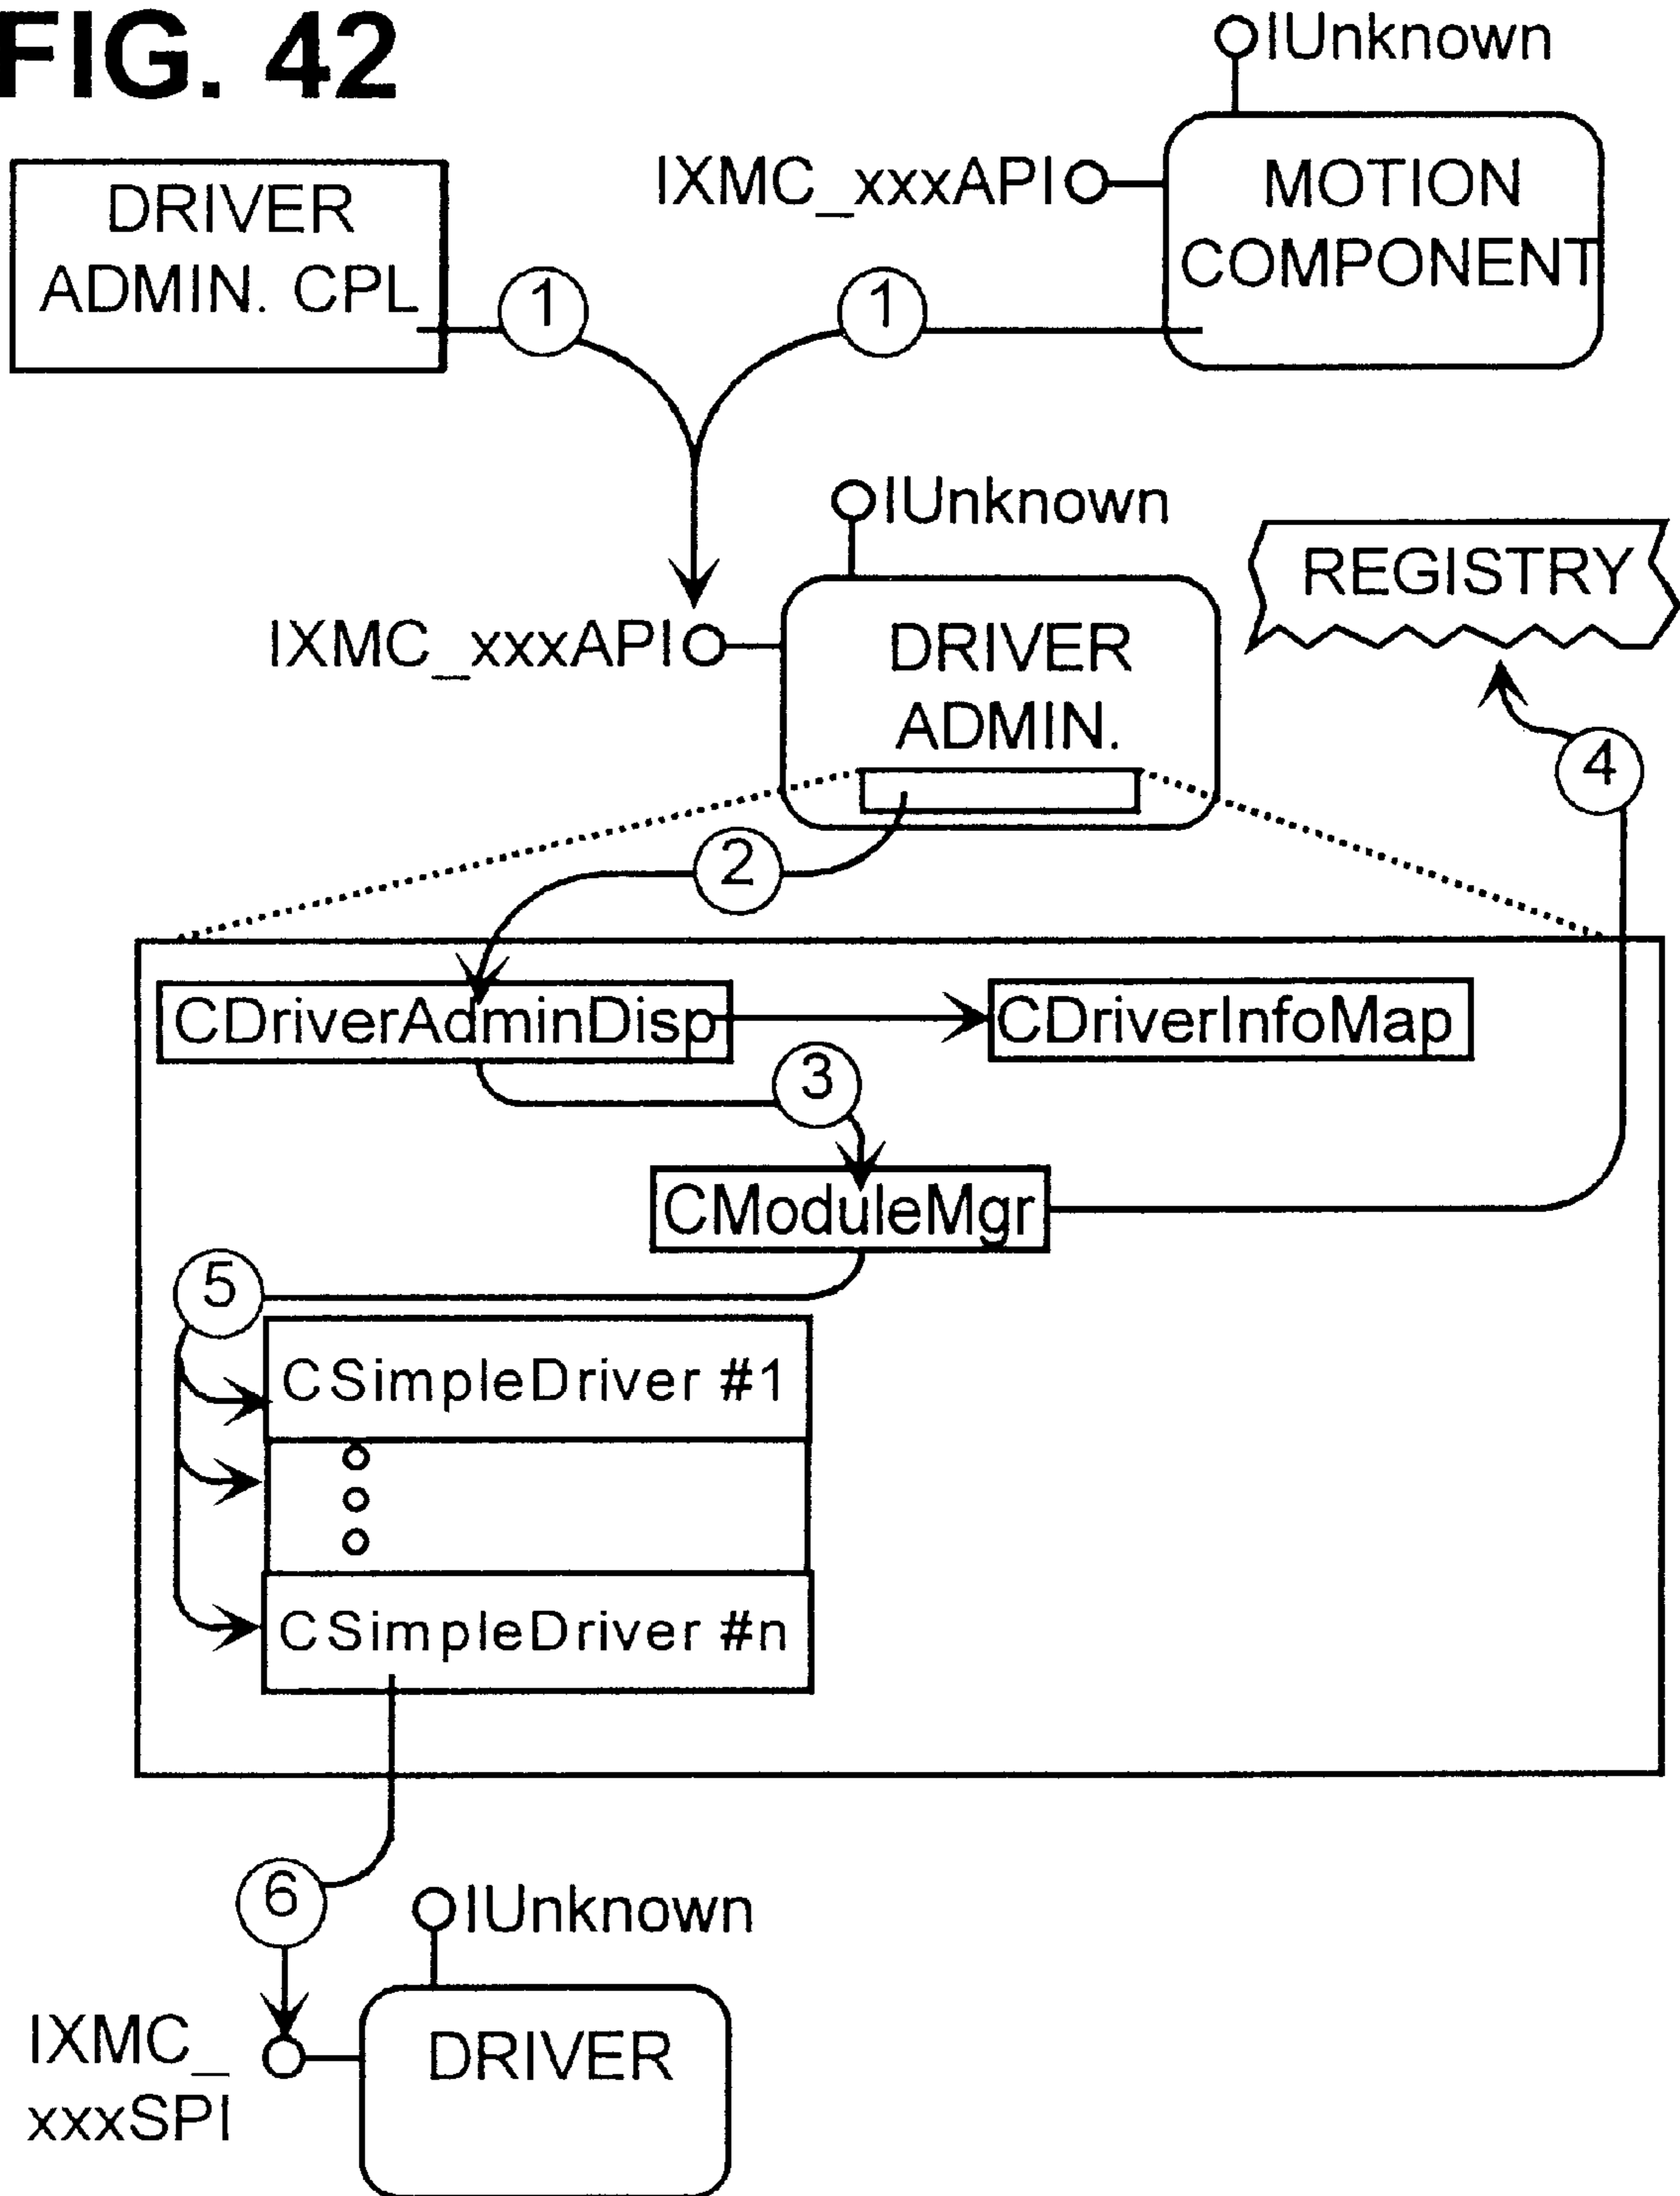 FIG. 42
IUnknown
IXMC_xxxAPI
MOTION
COMPONENT
DRIVER
ADMIN. CPL
1
1
IUnknown
REGISTRY
IXMC_xxxAPI
DRIVER
ADMIN.
4
2
CDriverAdminDisp
CDriverInfoMap
3
CModuleMgr
5
CSimpleDriver #1
CSimpleDriver #n
6
IUnknown
IXMC_
xxxSPI
DRIVER